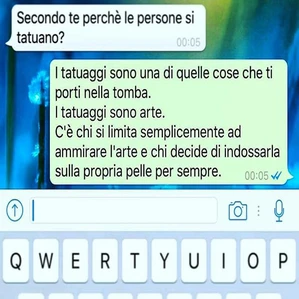 Secondo te perchè le persone si
tatuano?
00:05
I tatuaggi sono una di quelle cose che ti
porti nella tomba.
I tatuaggi sono arte.
C'è chi si limita semplicemente ad
ammirare l'arte e chi decide di indossarla
sulla propria pelle per sempre.
00:05
Q W E R T Y U I O P